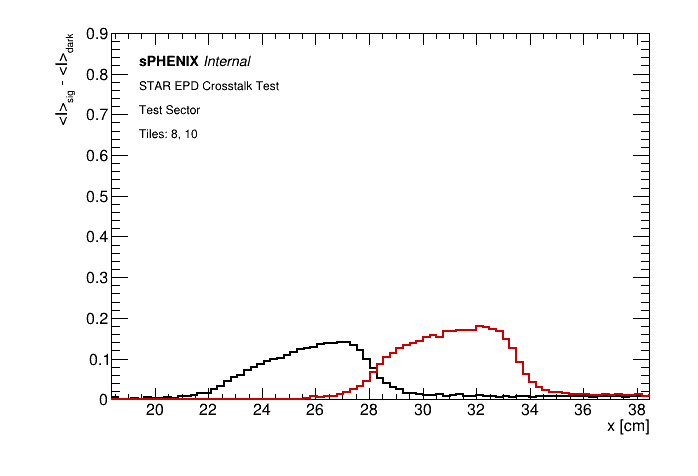 <I>sig - <I>dark
0.9
0.8
0.7
0.6
0.5
0.4
0.3
0.2
0.1
0
sPHENIX Internal
STAR EPD Crosstalk Test
Test Sector
Tiles: 8, 10
20 22 24 26 28 30 32 34 36 38
x [cm]